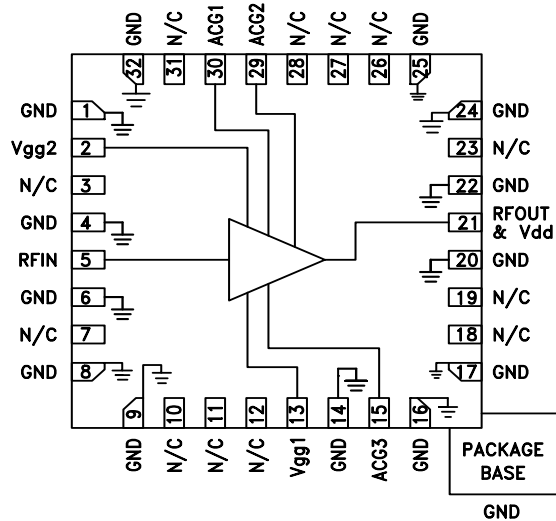 GND
N/C
ACG1
ACG2
N/C
N/C
N/C
GND
32
31
30
29
28
27
26
25
GND 1
Vgg2 2
N/C 3
GND 4
RFIN 5
GND 6
N/C 7
GND 8
24 GND
23 N/C
22 GND
21 RFOUT
& Vdd
20 GND
19 N/C
18 N/C
17 GND
9
10
11
12
13
14
15
16
GND
N/C
N/C
N/C
Vgg1
GND
ACG3
GND
PACKAGE
BASE
GND